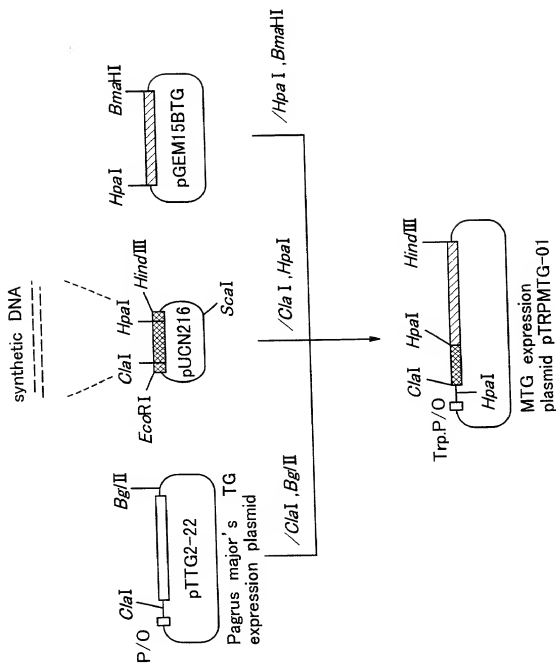 synthetic DNA
P/O
ClaI
BglII
pTTG2-22
Pagrus major's TG
expression plasmid
EcoRI
ClaI
HpaI
HindIII
pUCN216
ScaI
HpaI
BmaHI
pGEM15BTG
/ClaI,BglII
/ClaI,HpaI
/HpaI,BmaHI
Trp.P/O
ClaI
HpaI
HpaI
HindIII
MTG expression
plasmid pTRPMTG-01